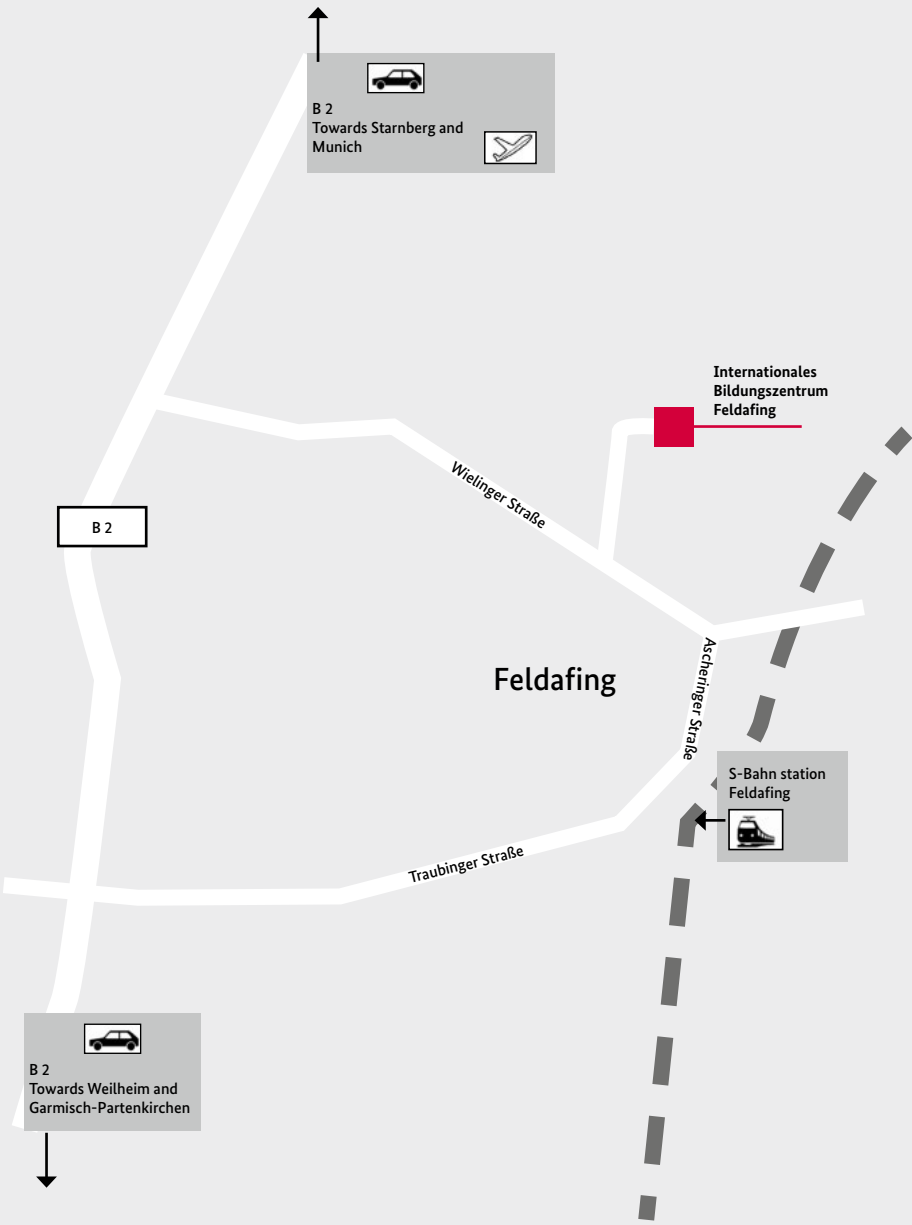 B 2
Towards Starnberg and
Munich
Internationales
Bildungszentrum
Feldafing
Wielinger Straße
B 2
Feldafing
Ascheringer Straße
S-Bahn station
Feldafing
Traubinger Straße
B 2
Towards Weilheim and
Garmisch-Partenkirchen